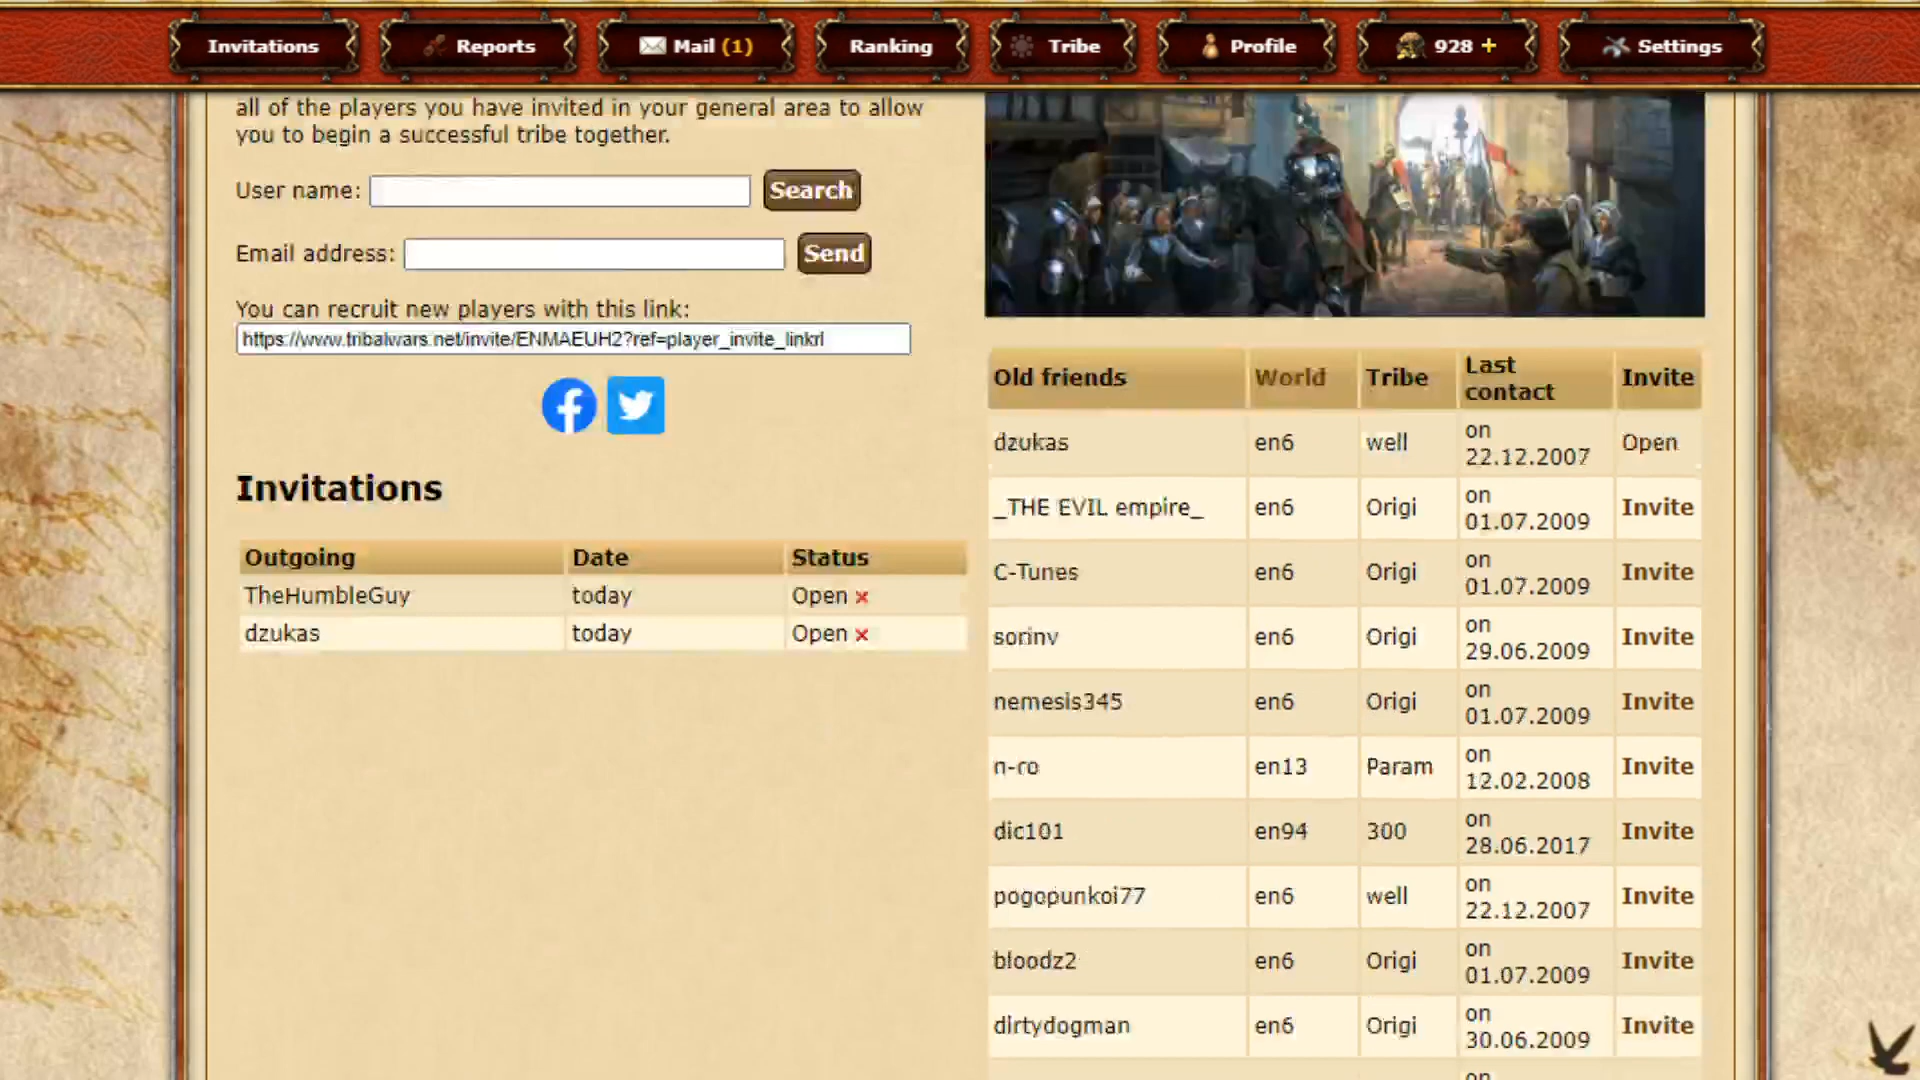 Invitations
Reports
Mail (1)
Ranking
Tribe
Profile
928 +
Settings
all of the players you have invited in your general area to allow
you to begin a successful tribe together.
User name:
Search
Email address:
Send
You can recruit new players with this link:
https://www.tribalwars.net/invite/ENMAEUH2?ref=player_invite_linkrl
Invitations
Outgoing Date Status
TheHumbleGuy today Open
dzukas today Open
Old friends World Tribe Last contact Invite
dzukas en6 well on 22.12.2007 Open
_THE EVIL empire_ en6 Origi on 01.07.2009 Invite
C-Tunes en6 Origi on 01.07.2009 Invite
sorinv en6 Origi on 29.06.2009 Invite
nemesis345 en6 Origi on 01.07.2009 Invite
n-ro en13 Param on 12.02.2008 Invite
dic101 en94 300 on 28.06.2017 Invite
pogopunkoi77 en6 well on 22.12.2007 Invite
bloodz2 en6 Origi on 01.07.2009 Invite
dirtydogman en6 Origi on 30.06.2009 Invite